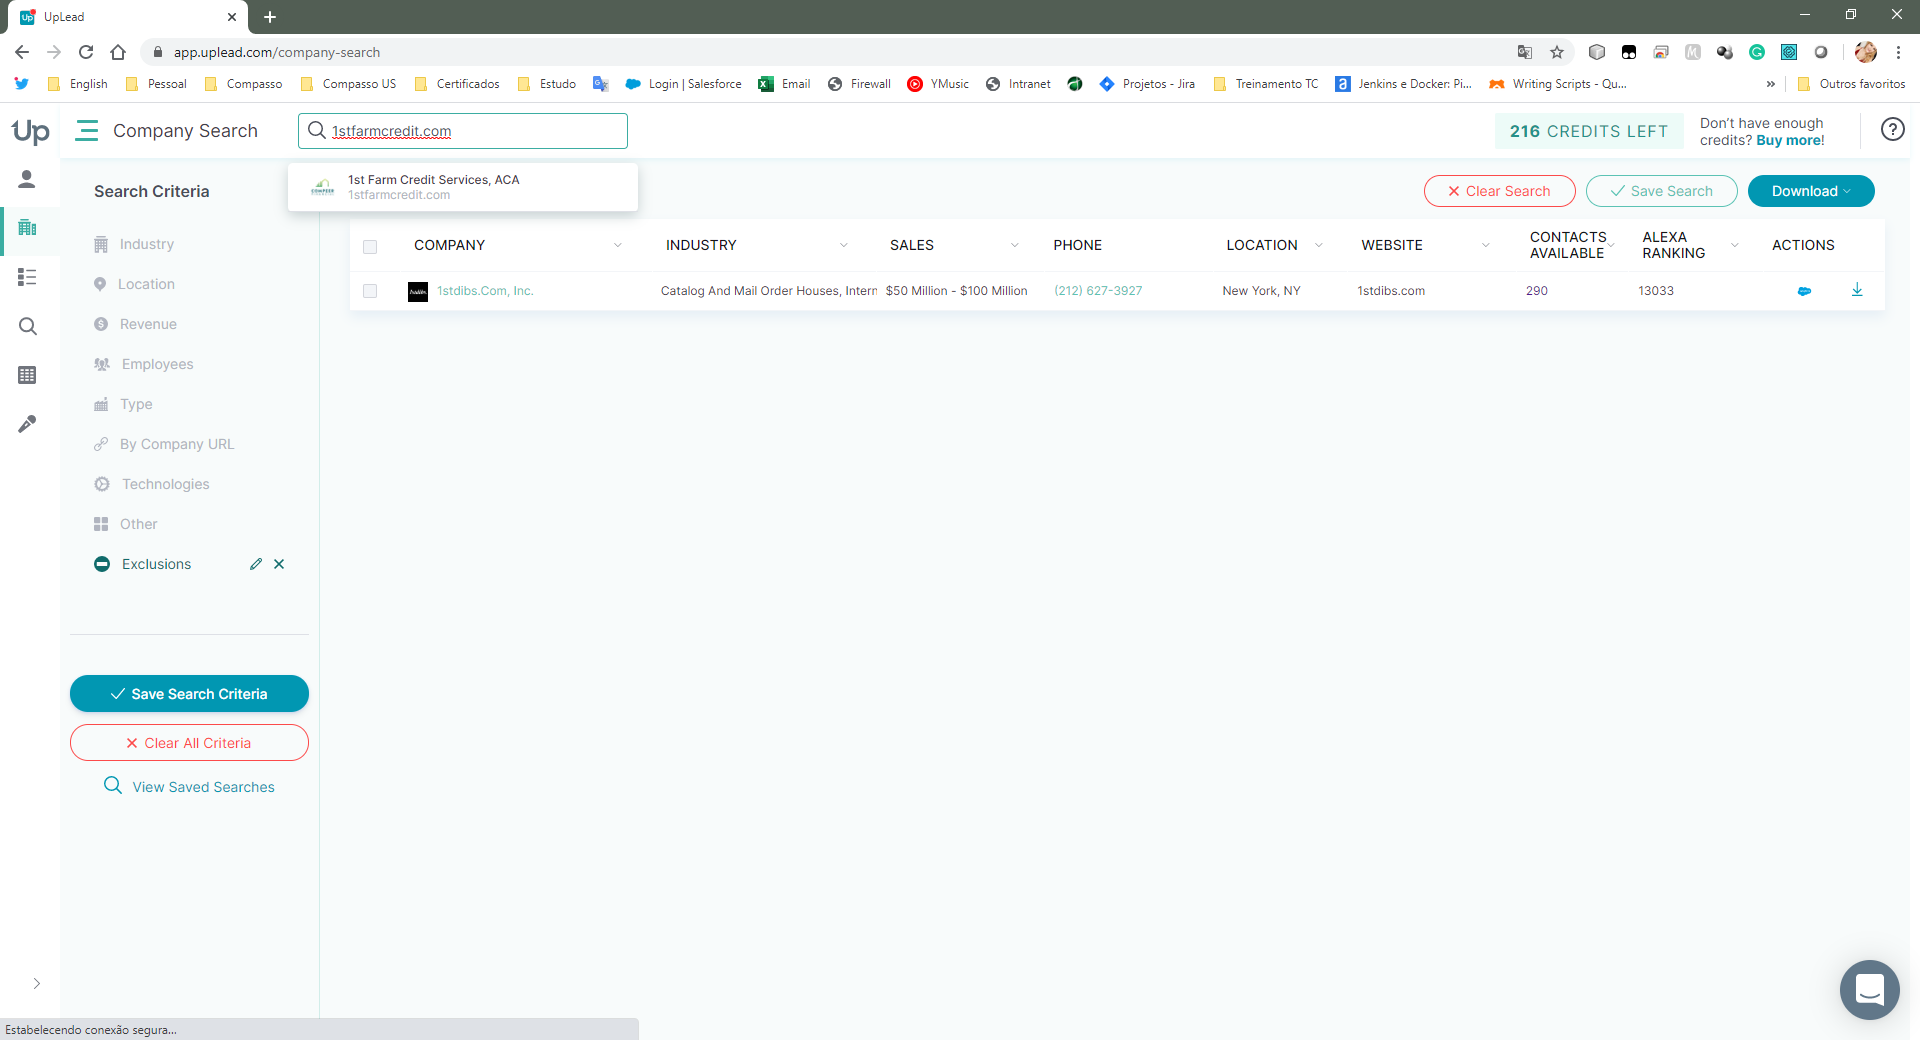 UpLead
app.uplead.com/company-search
English
Pessoal
Compasso
Compasso US
Certificados
Estudo
Login | Salesforce
Email
Firewall
YMusic
Intranet
Projetos - Jira
Treinamento TC
Jenkins e Docker: Pi...
Writing Scripts - Qu...
»
Outros favoritos
Up
Company Search
1stfarmcredit.com
216 CREDITS LEFT
Don't have enough
credits? Buy more!
1st Farm Credit Services, ACA
1stfarmcredit.com
Search Criteria
Clear Search
Save Search
Download
Industry
Location
Revenue
Employees
Type
By Company URL
Technologies
Other
Exclusions
Save Search Criteria
Clear All Criteria
View Saved Searches
COMPANY
INDUSTRY
SALES
PHONE
LOCATION
WEBSITE
CONTACTS
AVAILABLE
ALEXA
RANKING
ACTIONS
1stdibs.Com, Inc.
Catalog And Mail Order Houses, Intern
$50 Million - $100 Million
(212) 627-3927
New York, NY
1stdibs.com
290
13033
Estabelecendo conexão segura...